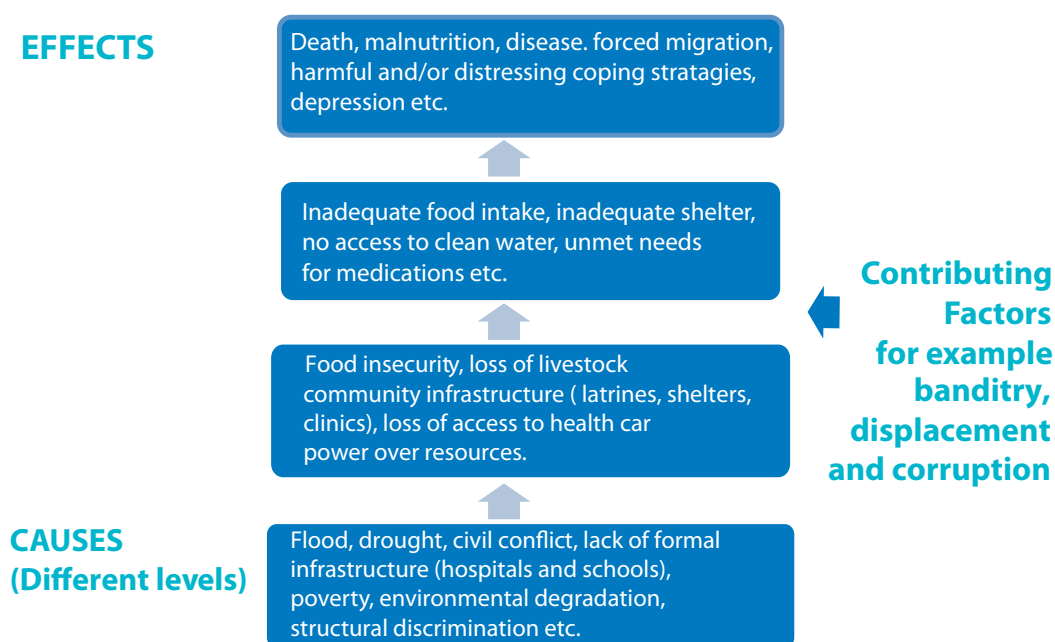 EFFECTS
Death, malnutrition, disease. forced migration,
harmful and/or distressing coping stratagies,
depression etc.
Inadequate food intake, inadequate shelter,
no access to clean water, unmet needs
for medications etc.
Contributing
Factors
for example
banditry,
displacement
and corruption
Food insecurity, loss of livestock
community infrastructure ( latrines, shelters,
clinics), loss of access to health car
power over resources.
CAUSES
(Different levels)
Flood, drought, civil conflict, lack of formal
infrastructure (hospitals and schools),
poverty, environmental degradation,
structural discrimination etc.